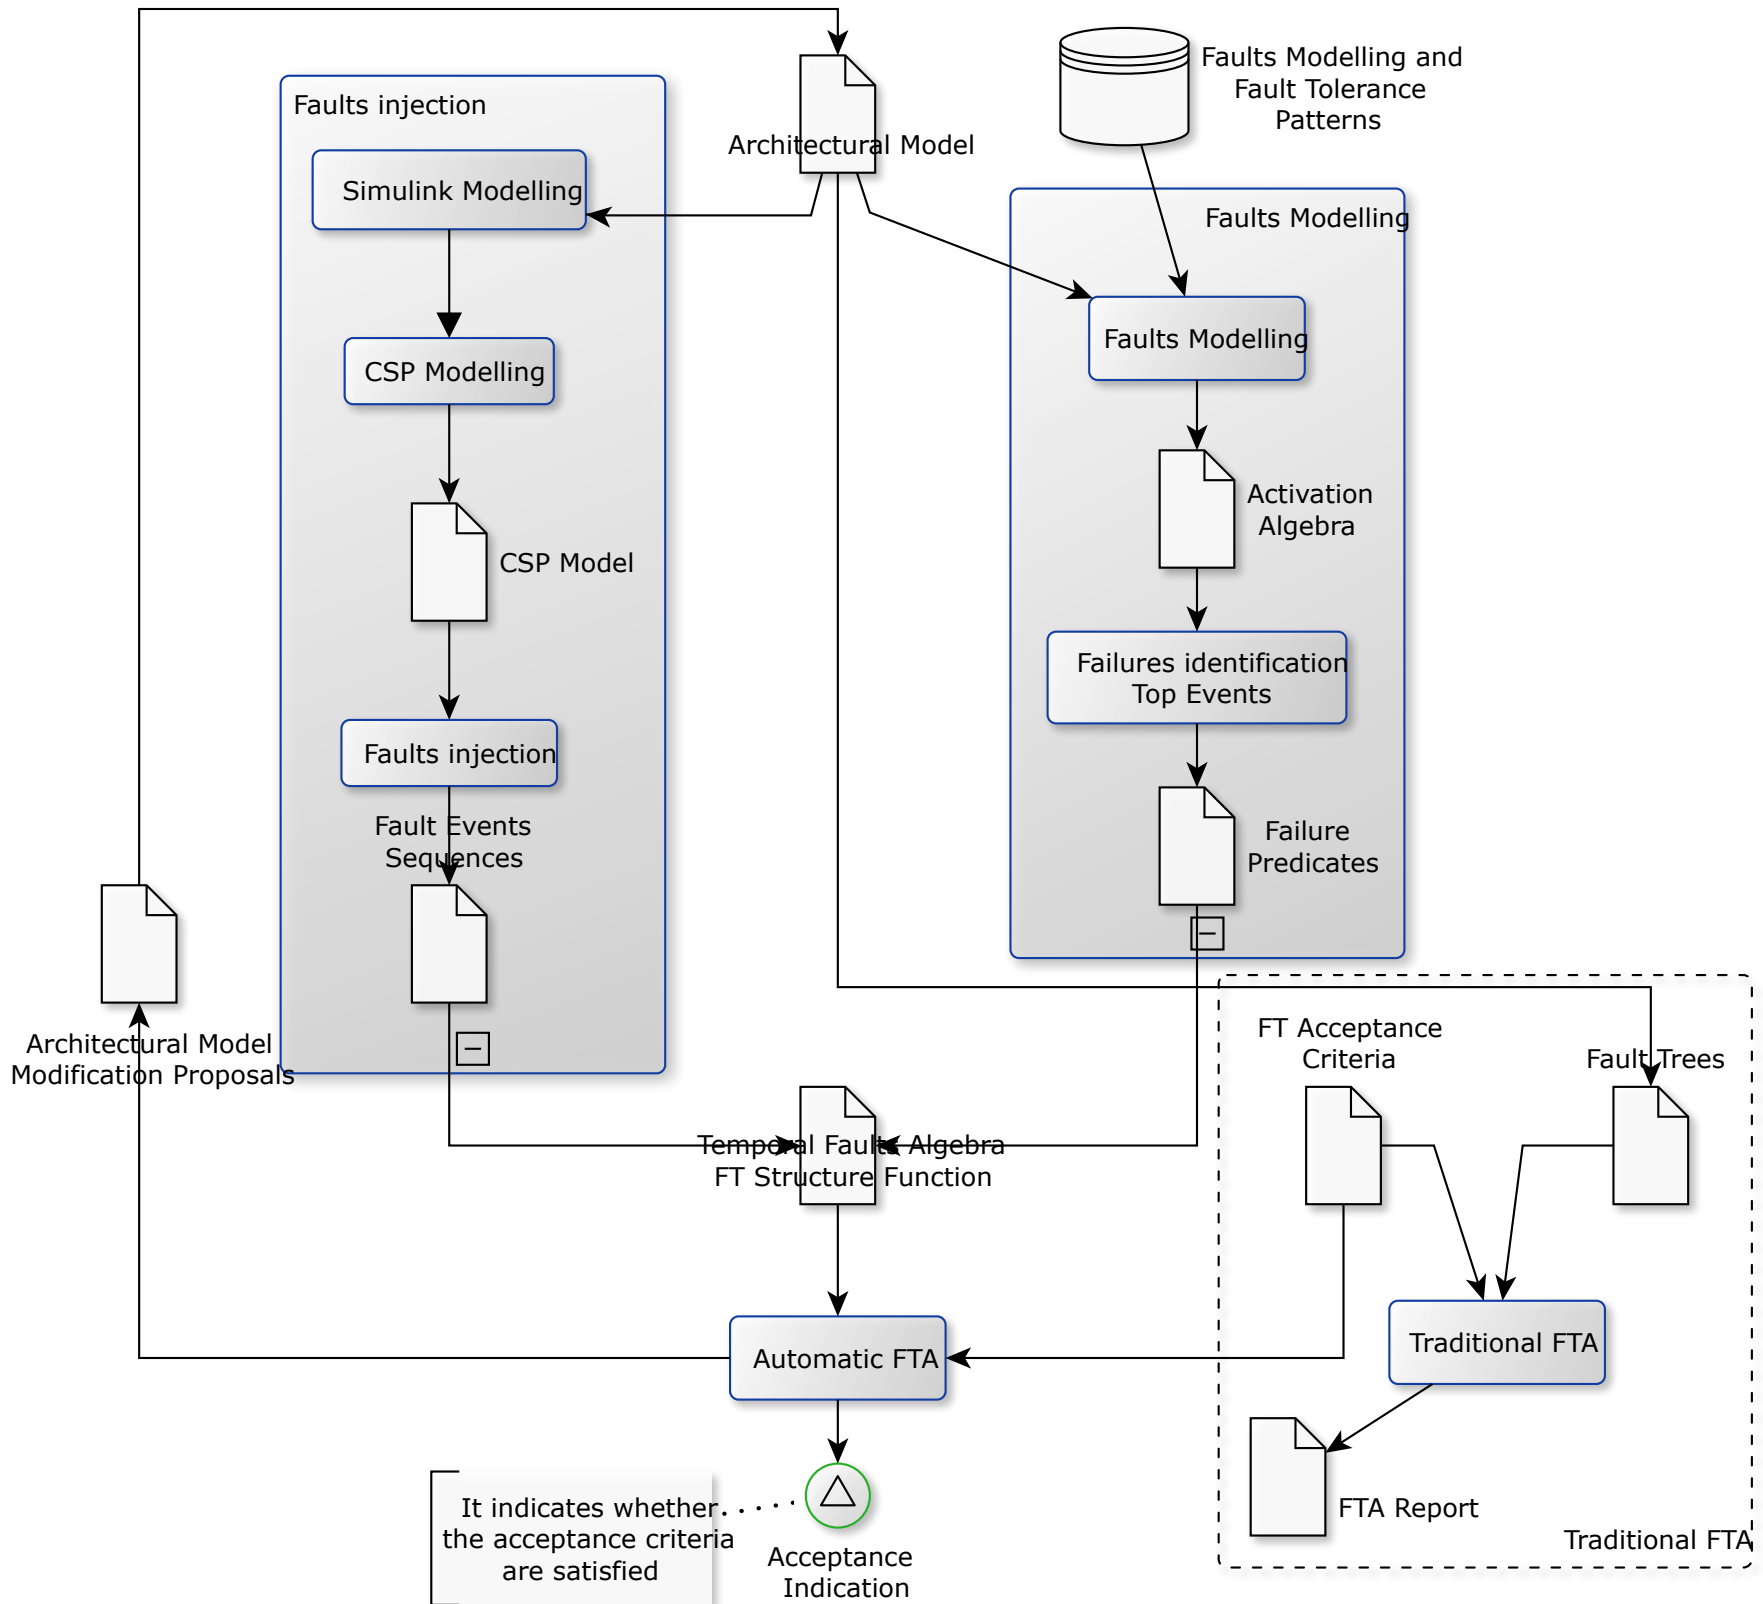 Faults Modelling and
Fault Tolerance
Patterns
Faults injection
Architectural Model
Simulink Modelling
Faults Modelling
Faults Modelling
CSP Modelling
Activation
Algebra
CSP Model
Failures identification
Top Events
Faults injection
Fault Events
Sequences
Failure
Predicates
Architectural Model
Modification Proposals
FT Acceptance
Criteria
Fault Trees
Temporal Faults Algebra
FT Structure Function
Automatic FTA
Traditional FTA
It indicates whether
the acceptance criteria
are satisfied
Acceptance
Indication
FTA Report
Traditional FTA